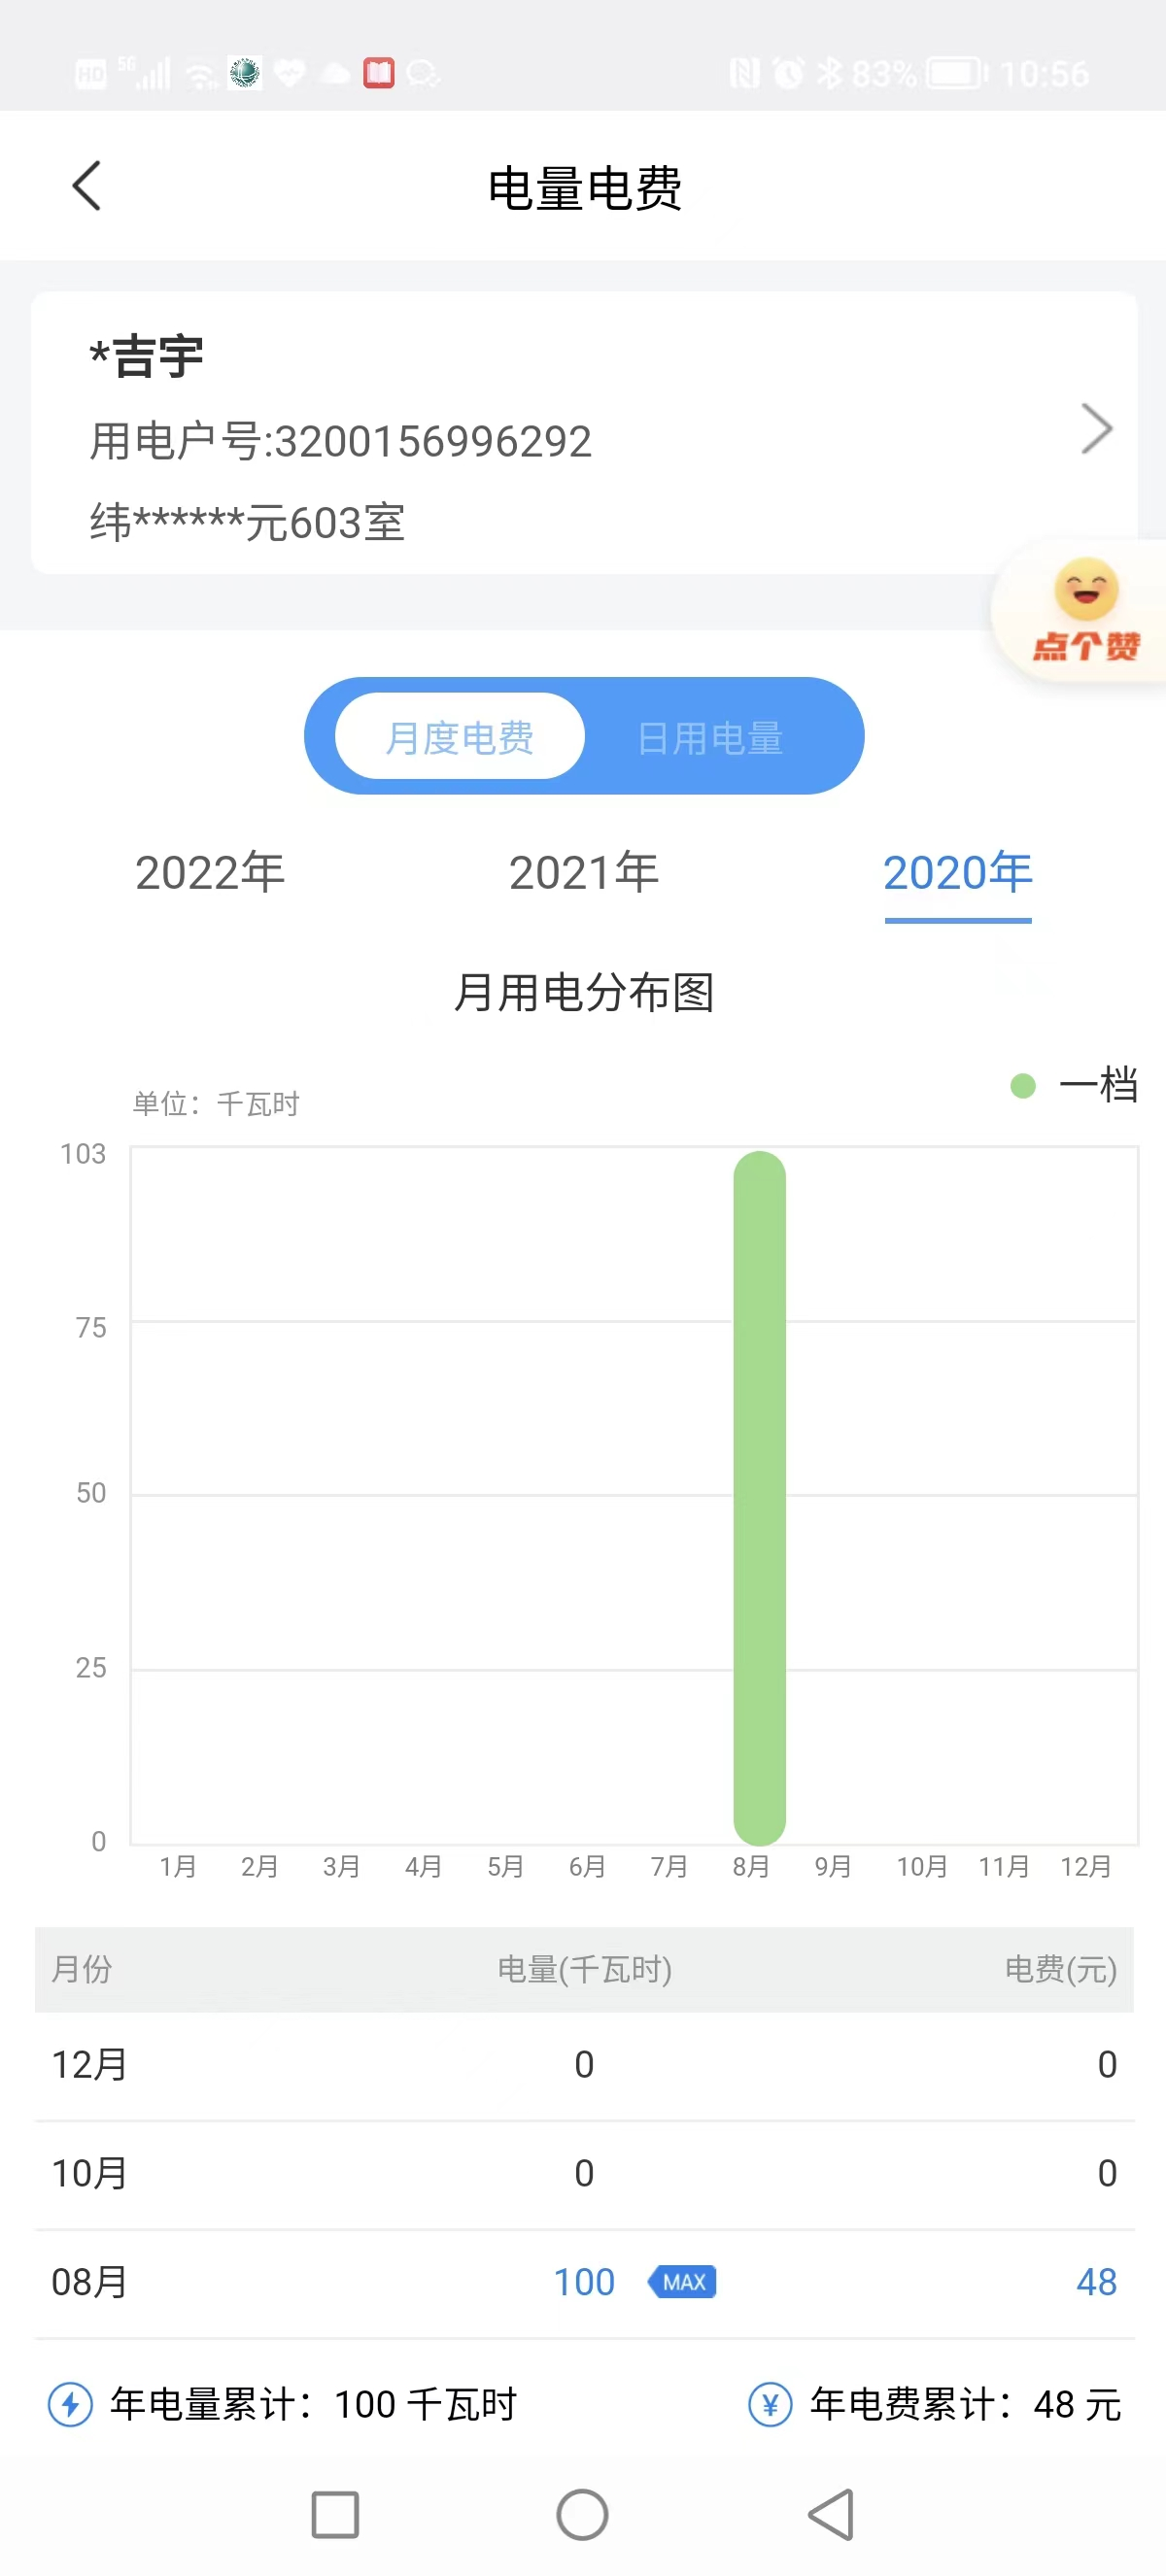 HD 5G 83% 10:56
电量电费
*吉宇
用电户号:3200156996292
纬******元603室
点个赞
月度电费 日用电量
2022年 2021年 2020年
月用电分布图
一档
单位：千瓦时
103
75
50
25
0
1月 2月 3月 4月 5月 6月 7月 8月 9月 10月 11月 12月
月份 电量(千瓦时) 电费(元)
12月 0 0
10月 0 0
08月 100 MAX 48
年电量累计：100 千瓦时 ¥ 年电费累计：48 元